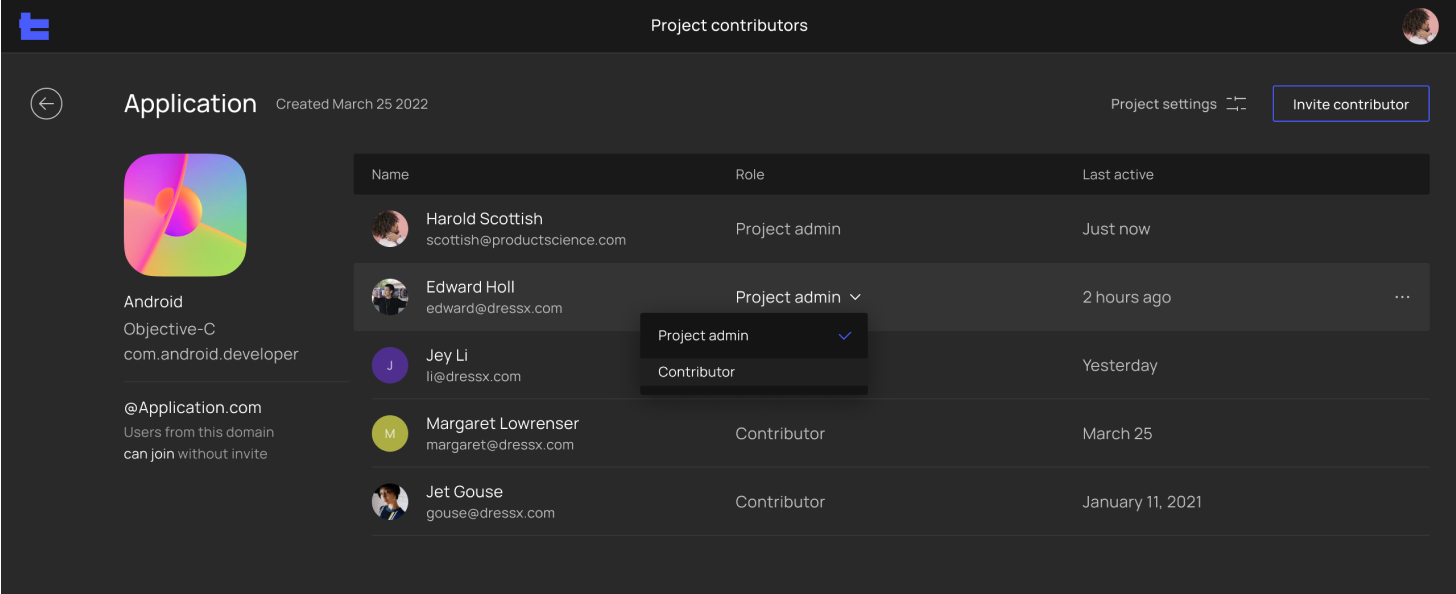 Project contributors
Application
Created March 25 2022
Project settings
Invite contributor
Android
Objective-C
com.android.developer
@Application.com
Users from this domain
can join without invite
Name Role Last active
Harold Scottish
scottish@productscience.com
Project admin
Just now
Edward Holl
edward@dressx.com
Project admin
2 hours ago
...
Project admin
Contributor
J
Jey Li
li@dressx.com
Yesterday
M
Margaret Lowrenser
margaret@dressx.com
Contributor
March 25
Jet Gouse
gouse@dressx.com
Contributor
January 11, 2021